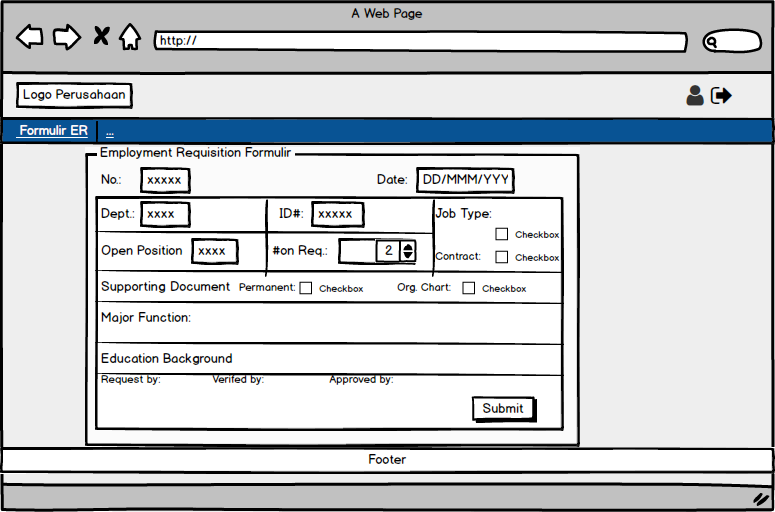 A Web Page
http://
Logo Perusahaan
Formulir ER ...
Employment Requisition Formulir
No.: xxxxx Date: DD/MMM/YYY
Dept.: xxxx ID#: xxxxx Job Type:
Checkbox
Open Position xxxx #on Req.: 2 Contract: Checkbox
Supporting Document Permanent: Checkbox Org. Chart: Checkbox
Major Function:
Education Background
Request by: Verifed by: Approved by:
Submit
Footer